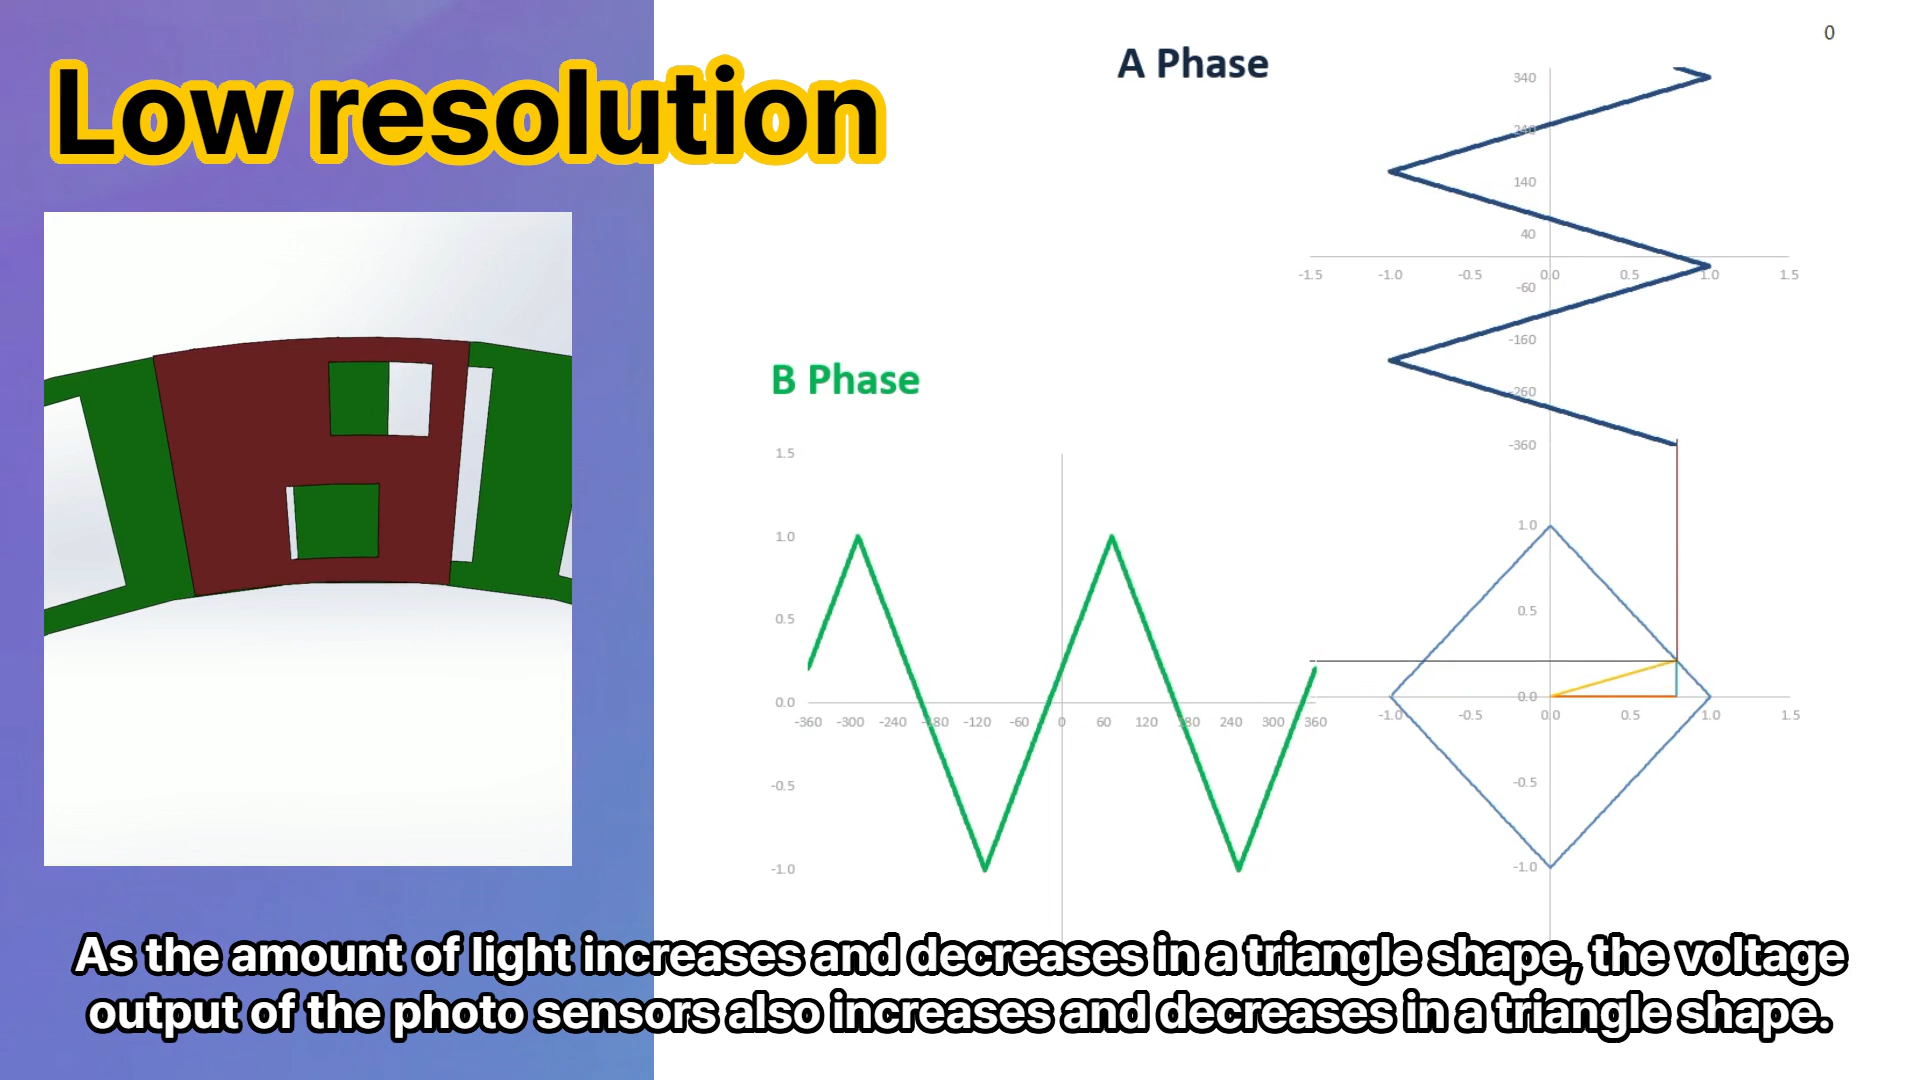 Low resolution
0
A Phase
340
240
140
40
-1.5 -1.0 -0.5 0.0 0.5 1.0 1.5
-60
-160
-260
-360
B Phase
1.5
1.0
0.5
0.0
-360 -300 -240 -180 -120 -60 0 60 120 180 240 300 360
-0.5
-1.0
1.0
0.5
0.0
-1.0 -0.5 0.0 0.5 1.0 1.5
-0.5
-1.0
As the amount of light increases and decreases in a triangle shape, the voltage
output of the photo sensors also increases and decreases in a triangle shape.